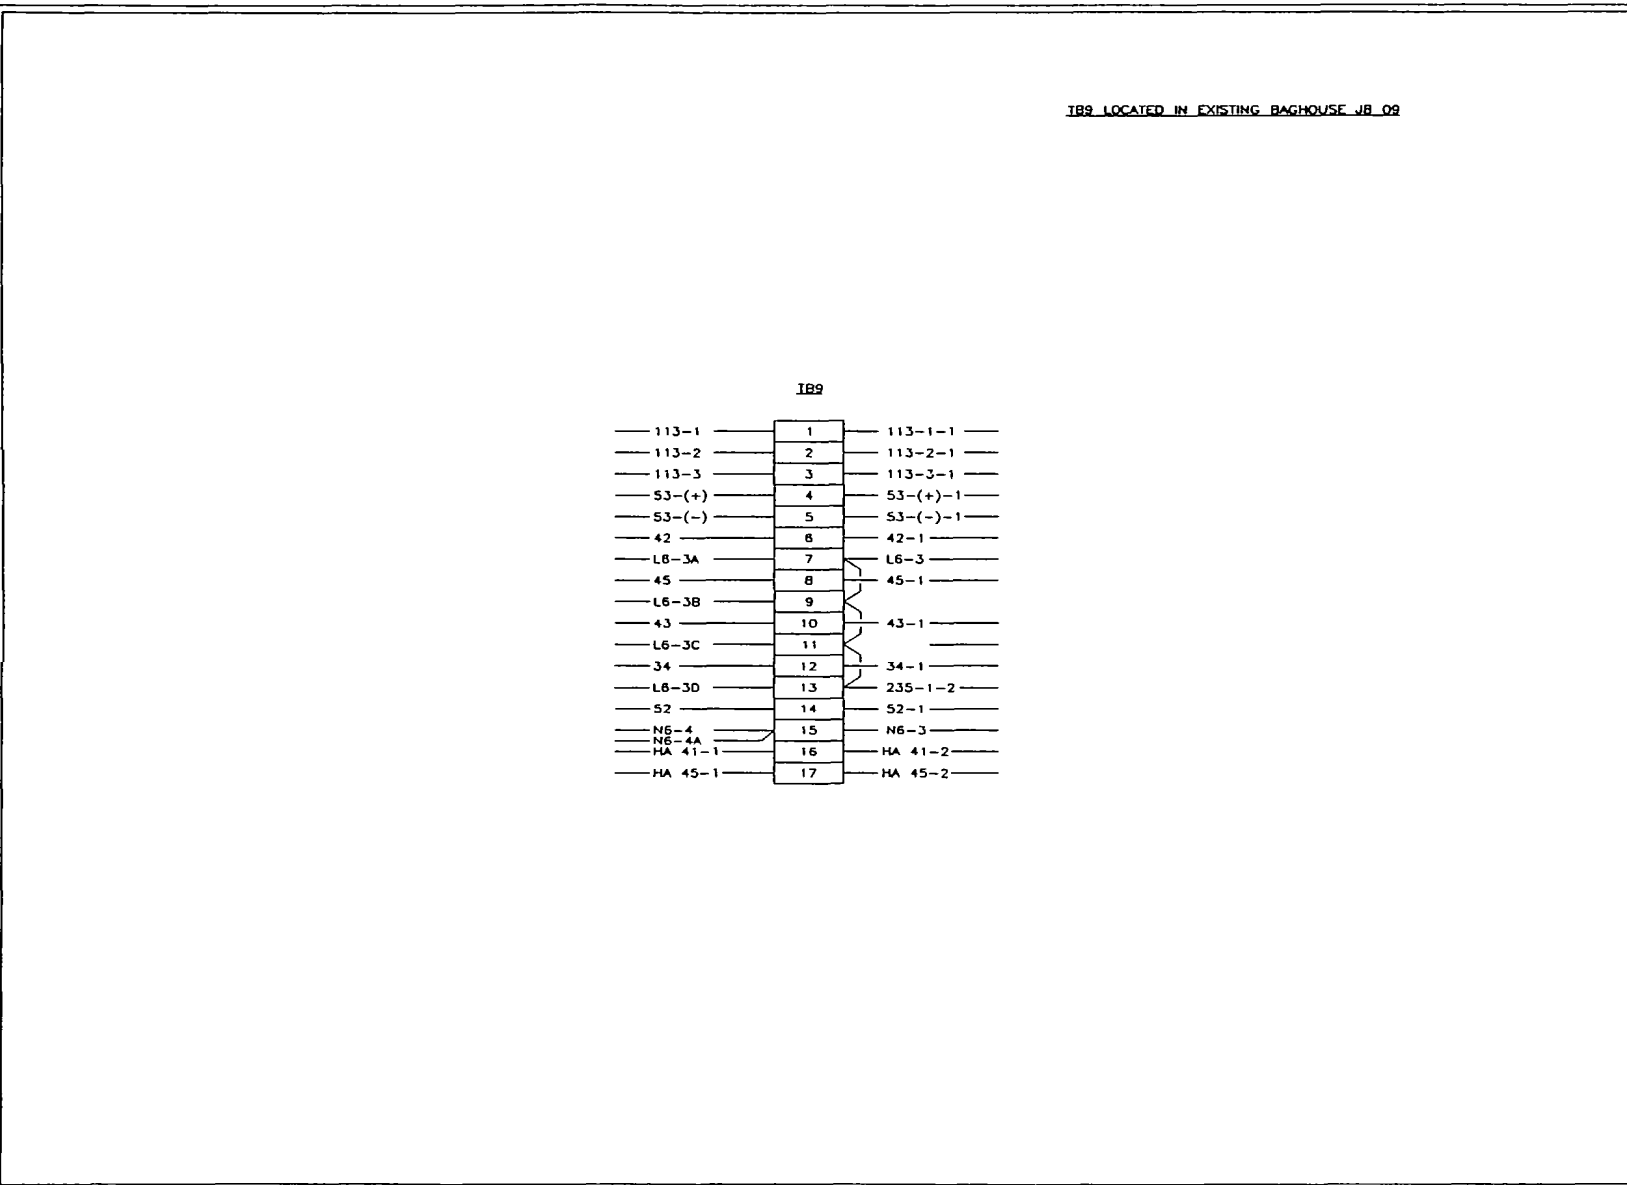 TB9 LOCATED IN EXISTING BAGHOUSE JB 09
TB9
113-1 1 113-1-1
113-2 2 113-2-1
113-3 3 113-3-1
53-(+) 4 53-(+)-1
53-(-) 5 53-(-)-1
42 6 42-1
L6-3A 7 L6-3
45 8 45-1
L6-3B 9
43 10 43-1
L6-3C 11
34 12 34-1
L6-3D 13 235-1-2
52 14 52-1
N6-4 15 N6-3
N6-4A
HA 41-1 16 HA 41-2
HA 45-1 17 HA 45-2